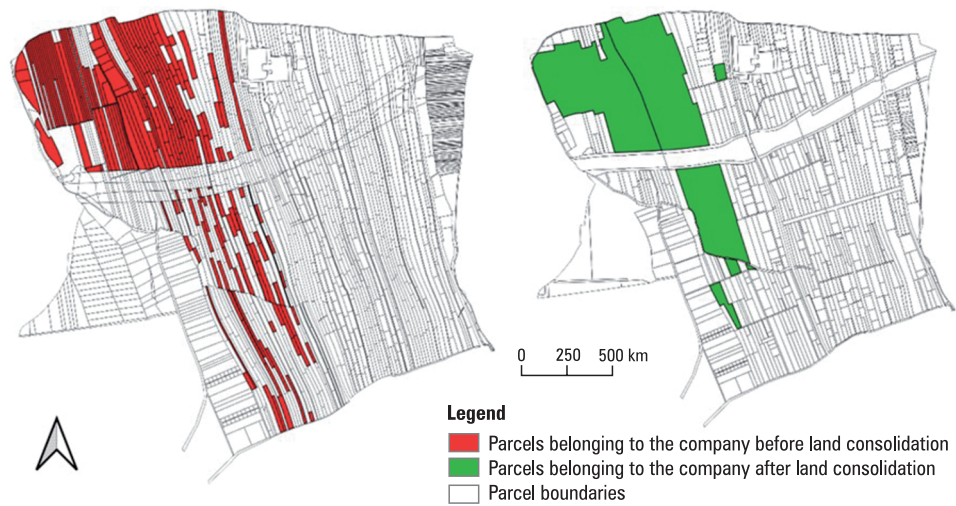 0 250 500 km
Legend
Parcels belonging to the company before land consolidation
Parcels belonging to the company after land consolidation
Parcel boundaries